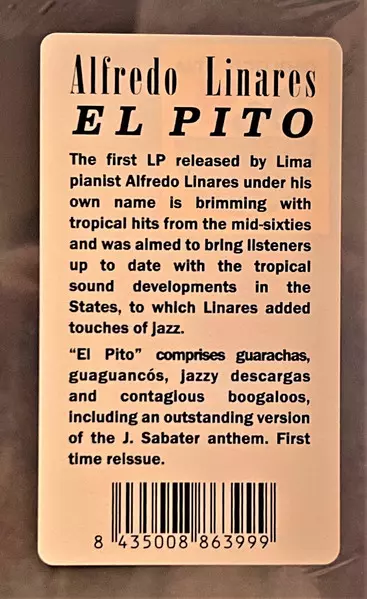 Alfredo Linares
EL PITO
The first LP released by Lima
pianist Alfredo Linares under his
own name is brimming with
tropical hits from the mid-sixties
and was aimed to bring listeners
up to date with the tropical
sound developments in the
States, to which Linares added
touches of jazz.
“El Pito” comprises guarachas,
guaguancós, jazzy descargas
and contagious boogaloos,
including an outstanding version
of the J. Sabater anthem. First
time reissue.
8 435008 863999